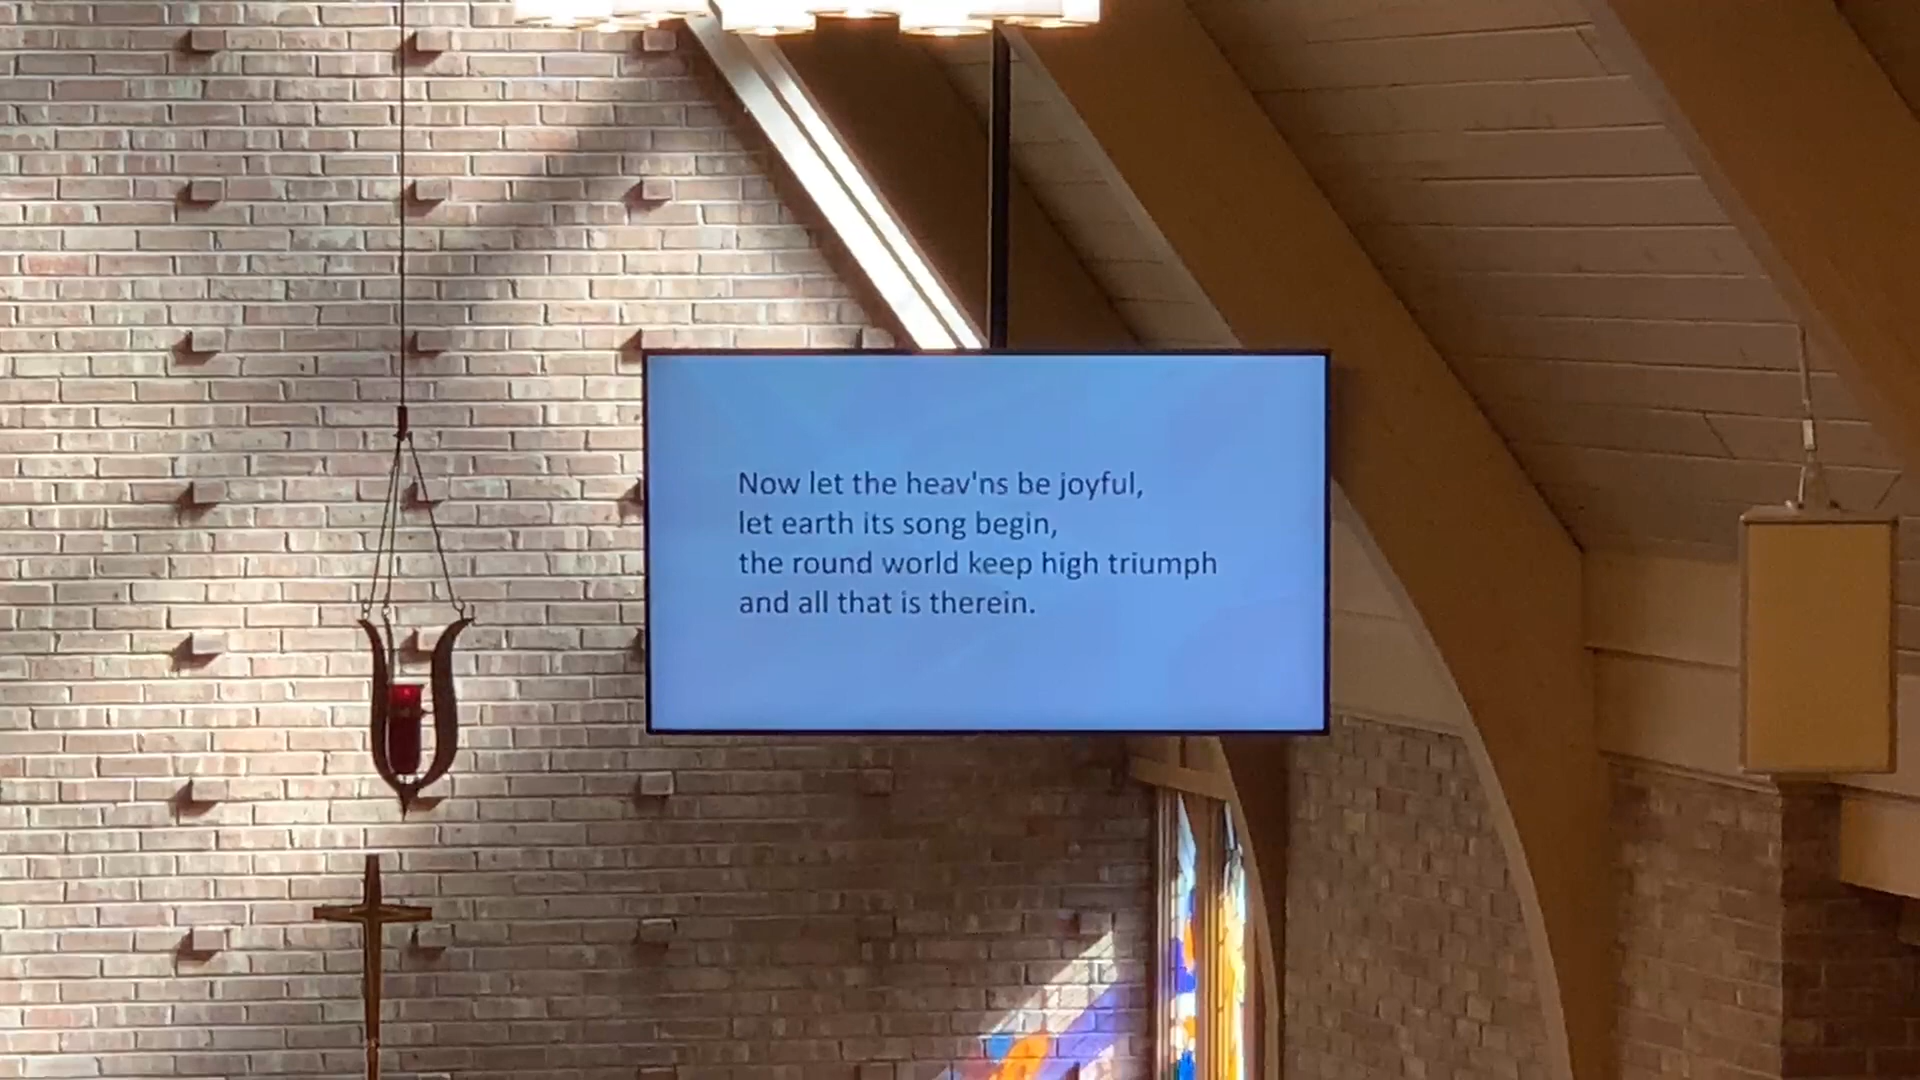 Now let the heav'ns be joyful,
let earth its song begin,
the round world keep high triumph
and all that is therein.